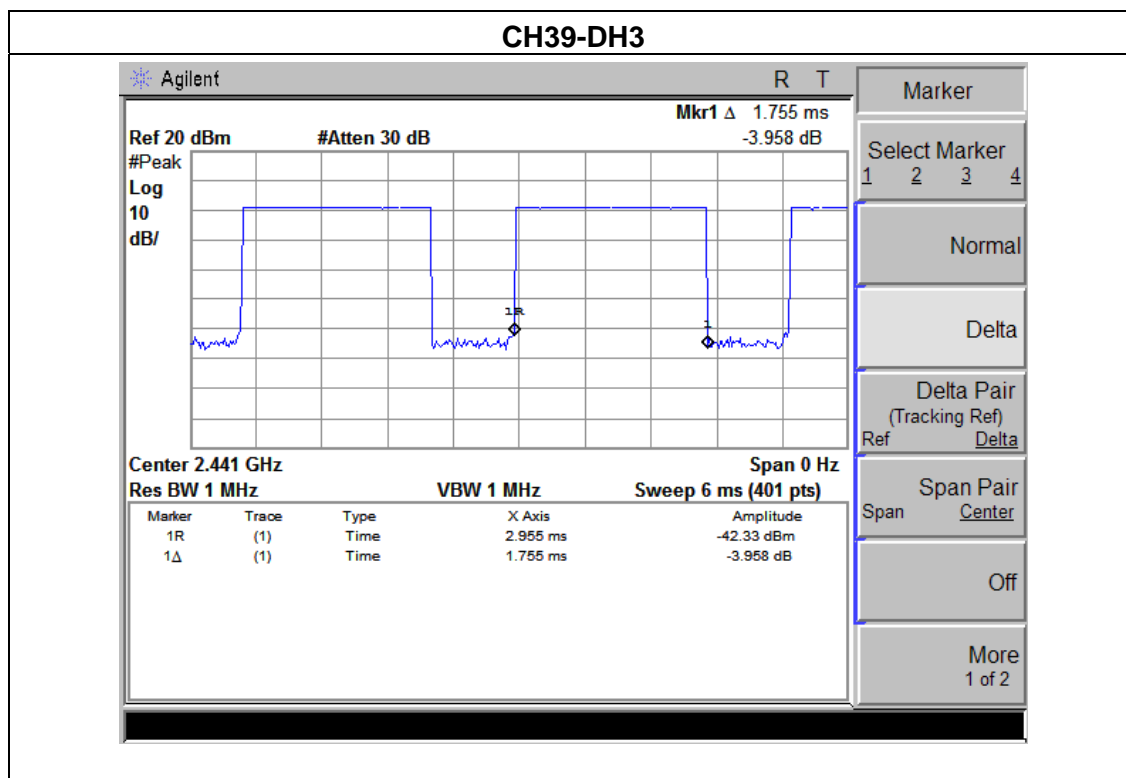 CH39-DH3
Agilent R T
Mkr1 Δ 1.755 ms
Ref 20 dBm #Atten 30 dB -3.958 dB
#Peak
Log
10
dB/
1R
1
Center 2.441 GHz Span 0 Hz
Res BW 1 MHz VBW 1 MHz Sweep 6 ms (401 pts)
Marker Trace Type X Axis Amplitude
1R (1) Time 2.955 ms -42.33 dBm
1Δ (1) Time 1.755 ms -3.958 dB
Marker
Select Marker
1 2 3 4
Normal
Delta
Delta Pair
(Tracking Ref)
Ref Delta
Span Pair
Span Center
Off
More
1 of 2